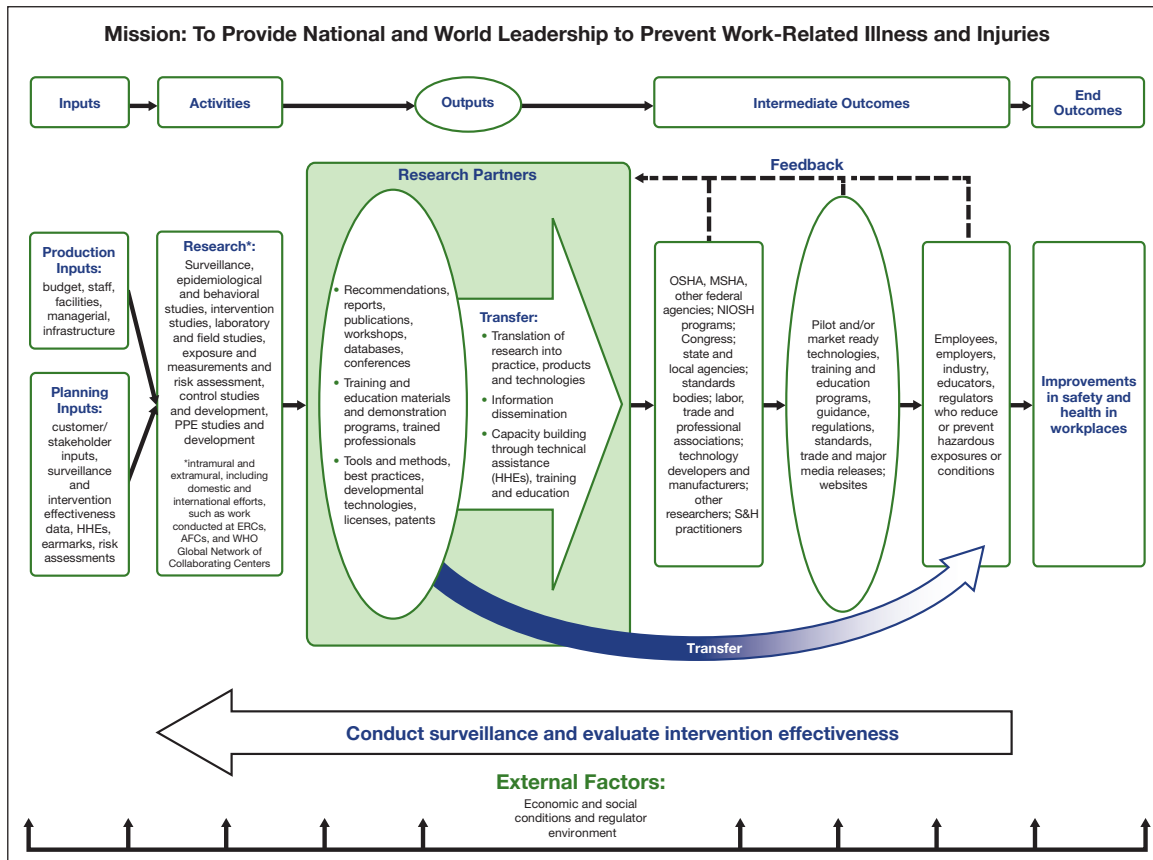 Mission: To Provide National and World Leadership to Prevent Work-Related Illness and Injuries
Inputs
Activities
Outputs
Intermediate Outcomes
End
Outcomes
Research Partners
Feedback
Production
Inputs:
budget, staff,
facilities,
managerial,
infrastructure
Planning
Inputs:
customer/
stakeholder
inputs,
surveillance
and
intervention
effectiveness
data, HHEs,
earmarks, risk
assessments
Research*:
Surveillance,
epidemiological
and behavioral
studies, intervention
studies, laboratory
and field studies,
exposure and
measurements and
risk assessment,
control studies
and development,
PPE studies and
development
*intramural and
extramural, including
domestic and
international efforts,
such as work
conducted at ERCs,
AFCs, and WHO
Global Network of
Collaborating Centers
• Recommendations,
reports,
publications,
workshops,
databases,
conferences
• Training and
education materials
and demonstration
programs, trained
professionals
• Tools and methods,
best practices,
developmental
technologies,
licenses, patents
Transfer:
• Translation of
research into
practice, products
and technologies
• Information
dissemination
• Capacity building
through technical
assistance
(HHEs), training
and education
OSHA, MSHA,
other federal
agencies; NIOSH
programs;
Congress;
state and
local agencies;
standards
bodies; labor,
trade and
professional
associations;
technology
developers and
manufacturers;
other
researchers; S&H
practitioners
Pilot and/or
market ready
technologies,
training and
education
programs,
guidance,
regulations,
standards,
trade and major
media releases;
websites
Employees,
employers,
industry,
educators,
regulators
who reduce
or prevent
hazardous
exposures or
conditions
Improvements
in safety and
health in
workplaces
Transfer
Conduct surveillance and evaluate intervention effectiveness
External Factors:
Economic and social
conditions and regulator
environment